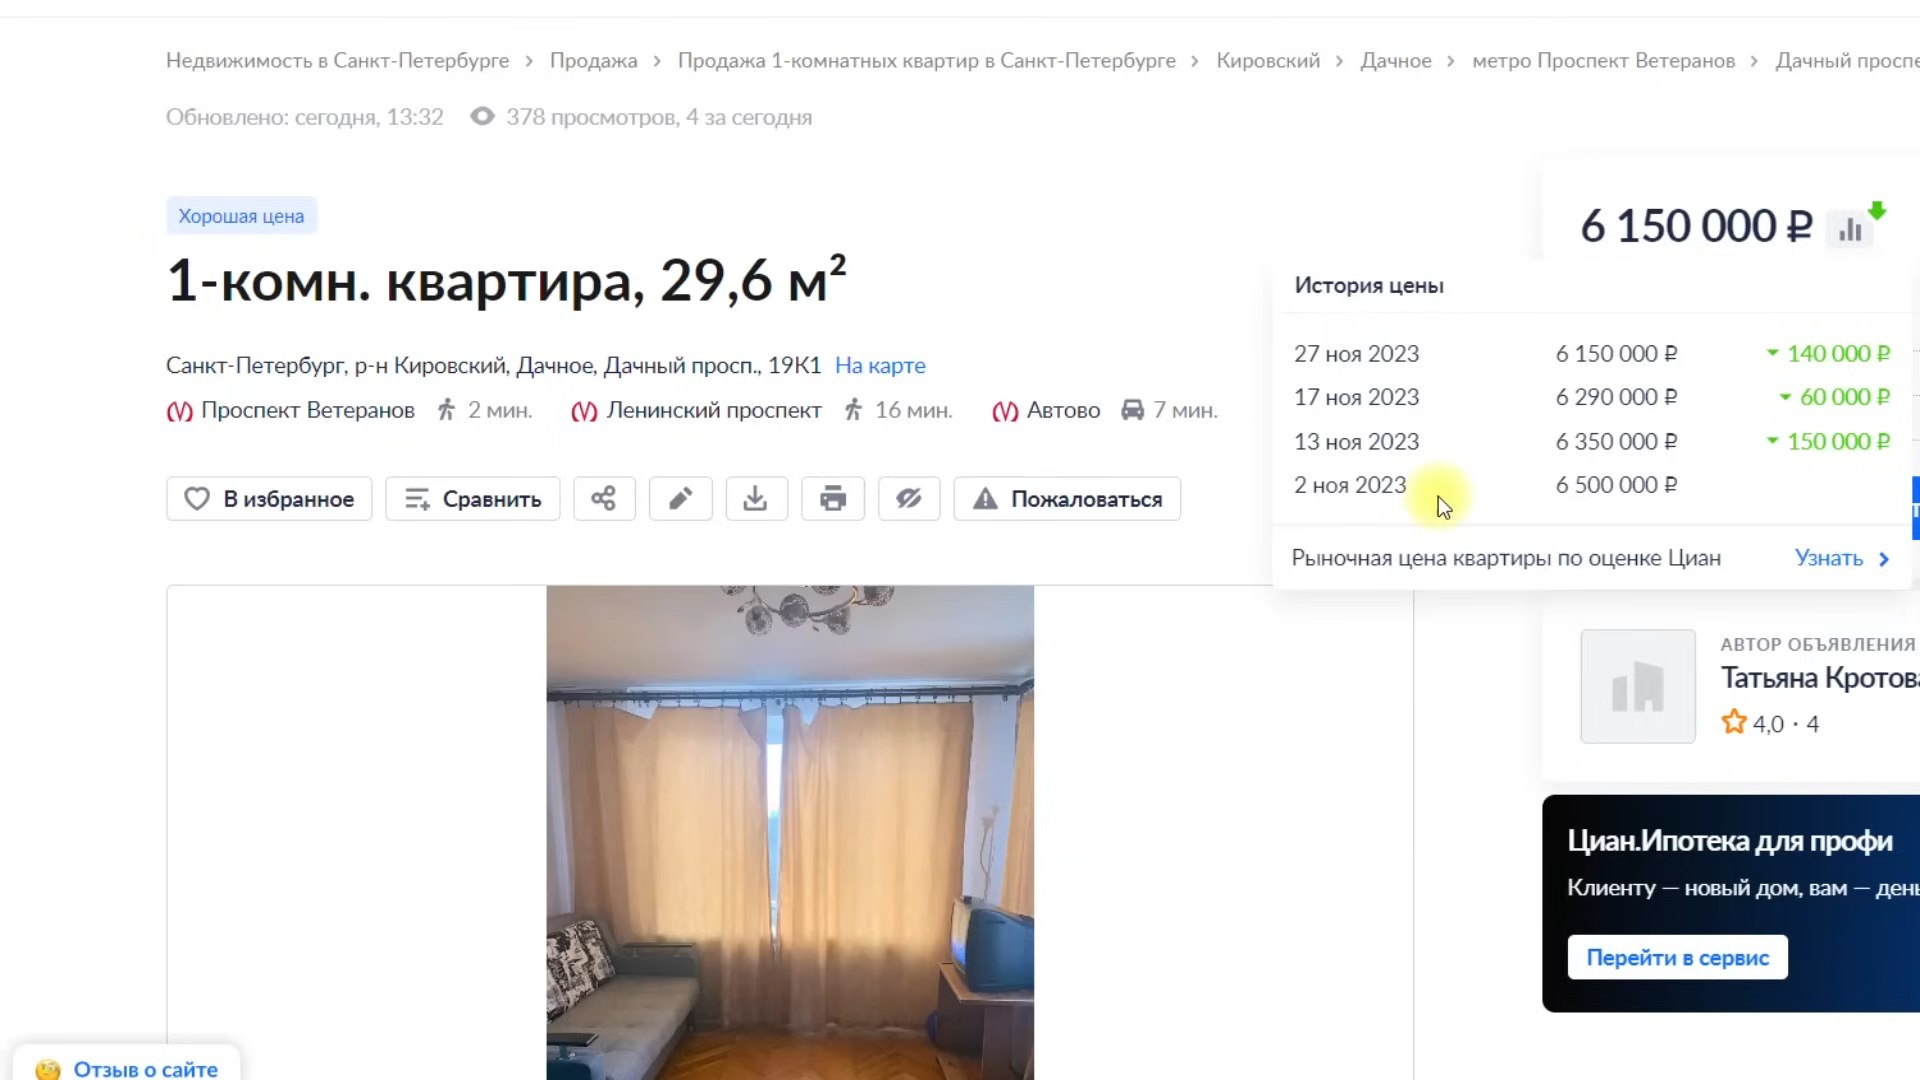 Недвижимость в Санкт-Петербурге > Продажа > Продажа 1-комнатных квартир в Санкт-Петербурге > Кировский > Дачное > метро Проспект Ветеранов > Дачный проспе
Обновлено: сегодня, 13:32 378 просмотров, 4 за сегодня
Хорошая цена
6 150 000 ₽
1-комн. квартира, 29,6 м²
История цены
27 ноя 2023 6 150 000 ₽ 140 000 ₽
17 ноя 2023 6 290 000 ₽ 60 000 ₽
13 ноя 2023 6 350 000 ₽ 150 000 ₽
2 ноя 2023 6 500 000 ₽
Рыночная цена квартиры по оценке Циан Узнать >
Санкт-Петербург, р-н Кировский, Дачное, Дачный просп., 19К1 На карте
Проспект Ветеранов 2 мин. Ленинский проспект 16 мин. Автово 7 мин.
В избранное Сравнить Пожаловаться
АВТОР ОБЪЯВЛЕНИЯ
Татьяна Кротова
4,0 · 4
Циан.Ипотека для профи
Клиенту — новый дом, вам — день
Перейти в сервис
Отзыв о сайте